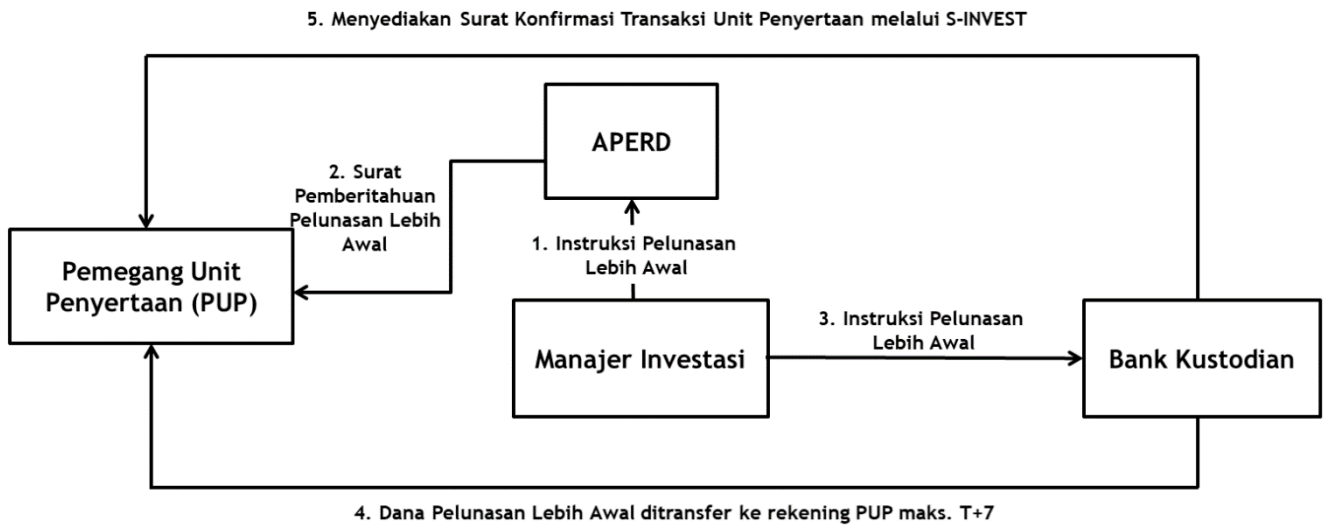 5. Menyediakan Surat Konfirmasi Transaksi Unit Penyertaan melalui S-INVEST
APERD
2. Surat
Pemberitahuan
Pelunasan Lebih
Awal
1. Instruksi Pelunasan
Lebih Awal
Pemegang Unit
Penyertaan (PUP)
Manajer Investasi
3. Instruksi Pelunasan
Lebih Awal
Bank Kustodian
4. Dana Pelunasan Lebih Awal ditransfer ke rekening PUP maks. T+7